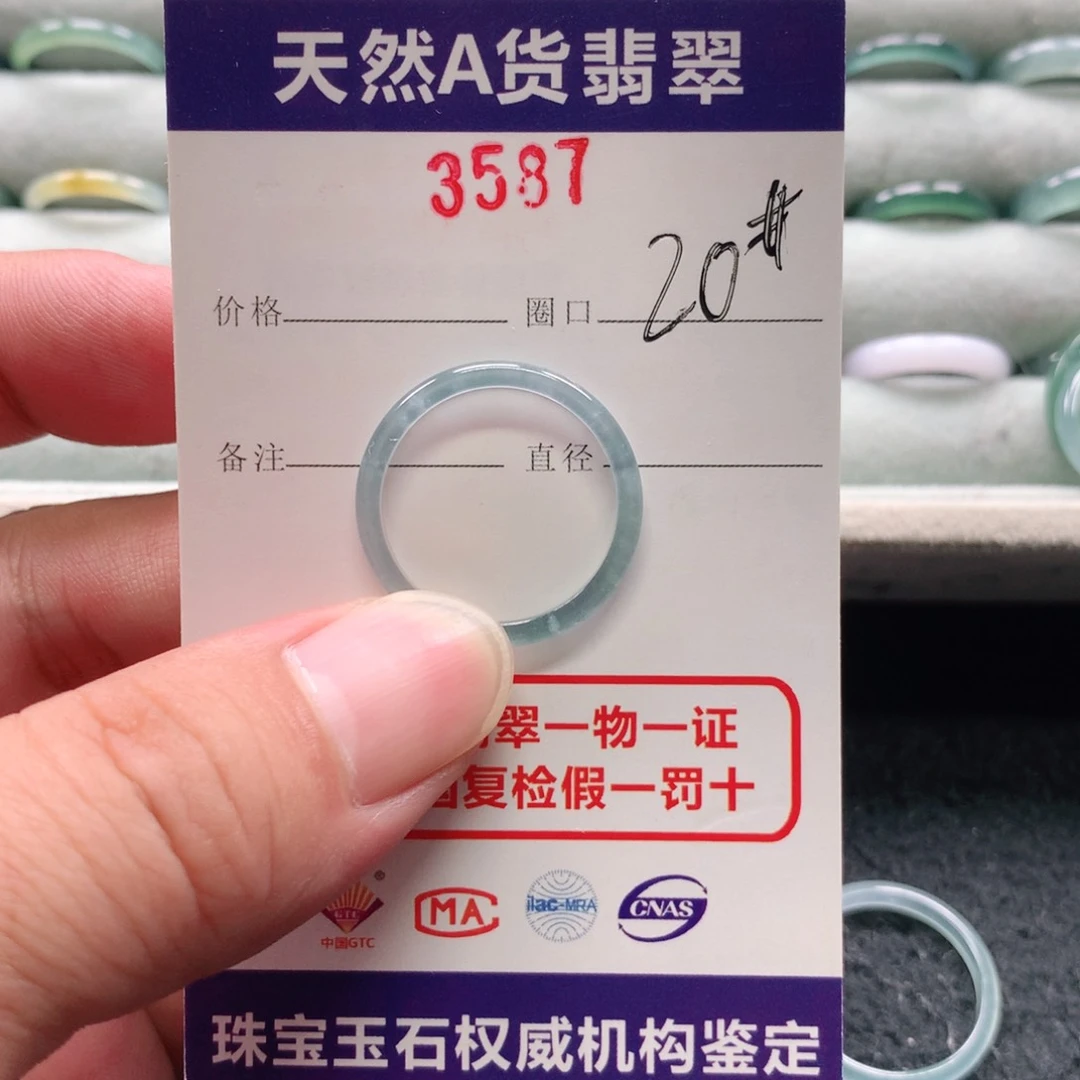 天然A货翡翠
3587
价格 圈口 20#
备注 直径
翠一物一证
复检假一罚十
GTC ® MA ilac-MRA CNAS
中国GTC
珠宝玉石权威机构鉴定